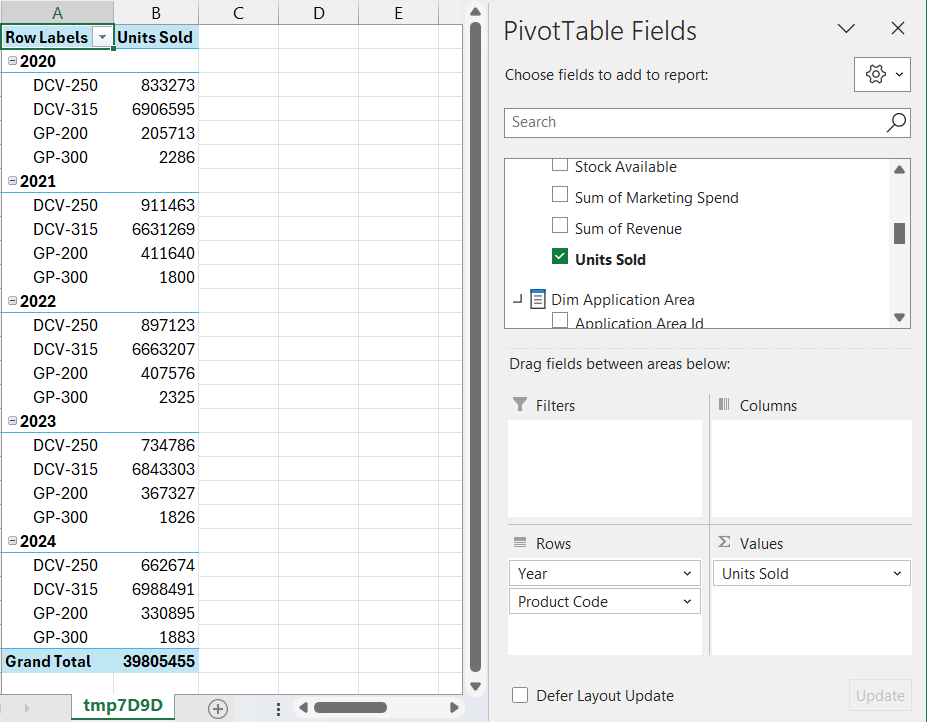 A B C D E
Row Labels Units Sold
2020
DCV-250 833273
DCV-315 6906595
GP-200 205713
GP-300 2286
2021
DCV-250 911463
DCV-315 6631269
GP-200 411640
GP-300 1800
2022
DCV-250 897123
DCV-315 6663207
GP-200 407576
GP-300 2325
2023
DCV-250 734786
DCV-315 6843303
GP-200 367327
GP-300 1826
2024
DCV-250 662674
DCV-315 6988491
GP-200 330895
GP-300 1883
Grand Total 39805455
tmp7D9D
PivotTable Fields
Choose fields to add to report:
Search
Stock Available
Sum of Marketing Spend
Sum of Revenue
Units Sold
Dim Application Area
Application Area Id
Drag fields between areas below:
Filters
Columns
Rows
Year
Product Code
Values
Units Sold
Defer Layout Update
Update